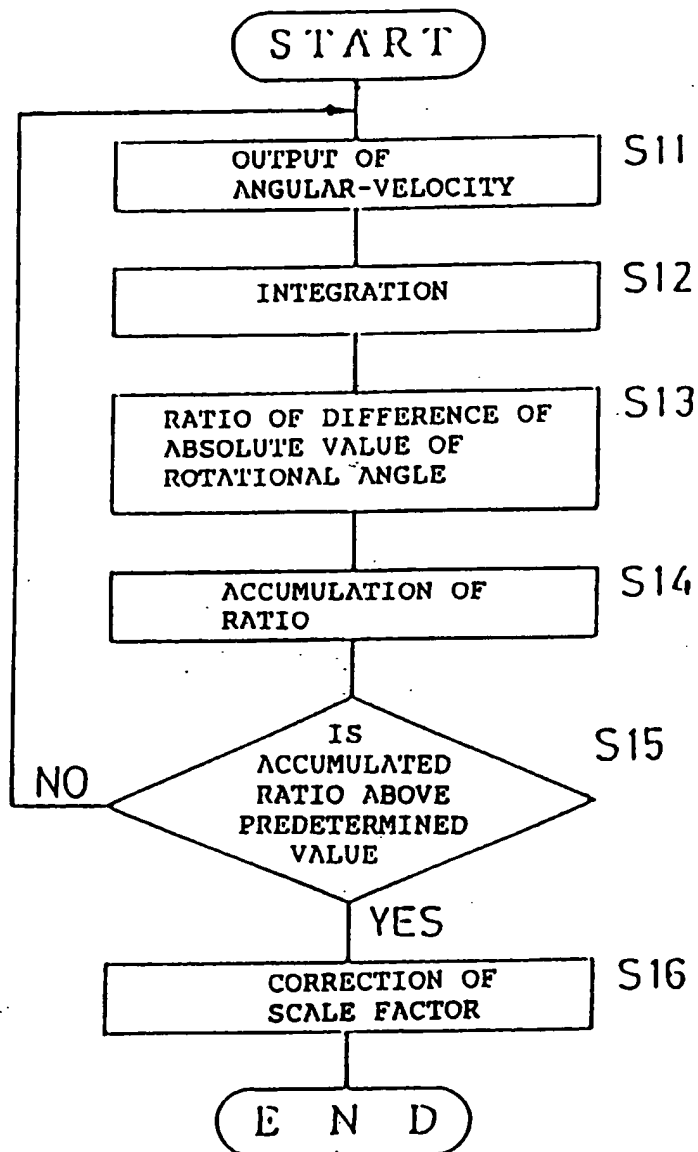 START
OUTPUT OF
ANGULAR-VELOCITY
S11
INTEGRATION
S12
RATIO OF DIFFERENCE OF
ABSOLUTE VALUE OF
ROTATIONAL ANGLE
S13
ACCUMULATION OF
RATIO
S14
IS
ACCUMULATED
RATIO ABOVE
PREDETERMINED
VALUE
S15
NO
YES
CORRECTION OF
SCALE FACTOR
S16
END